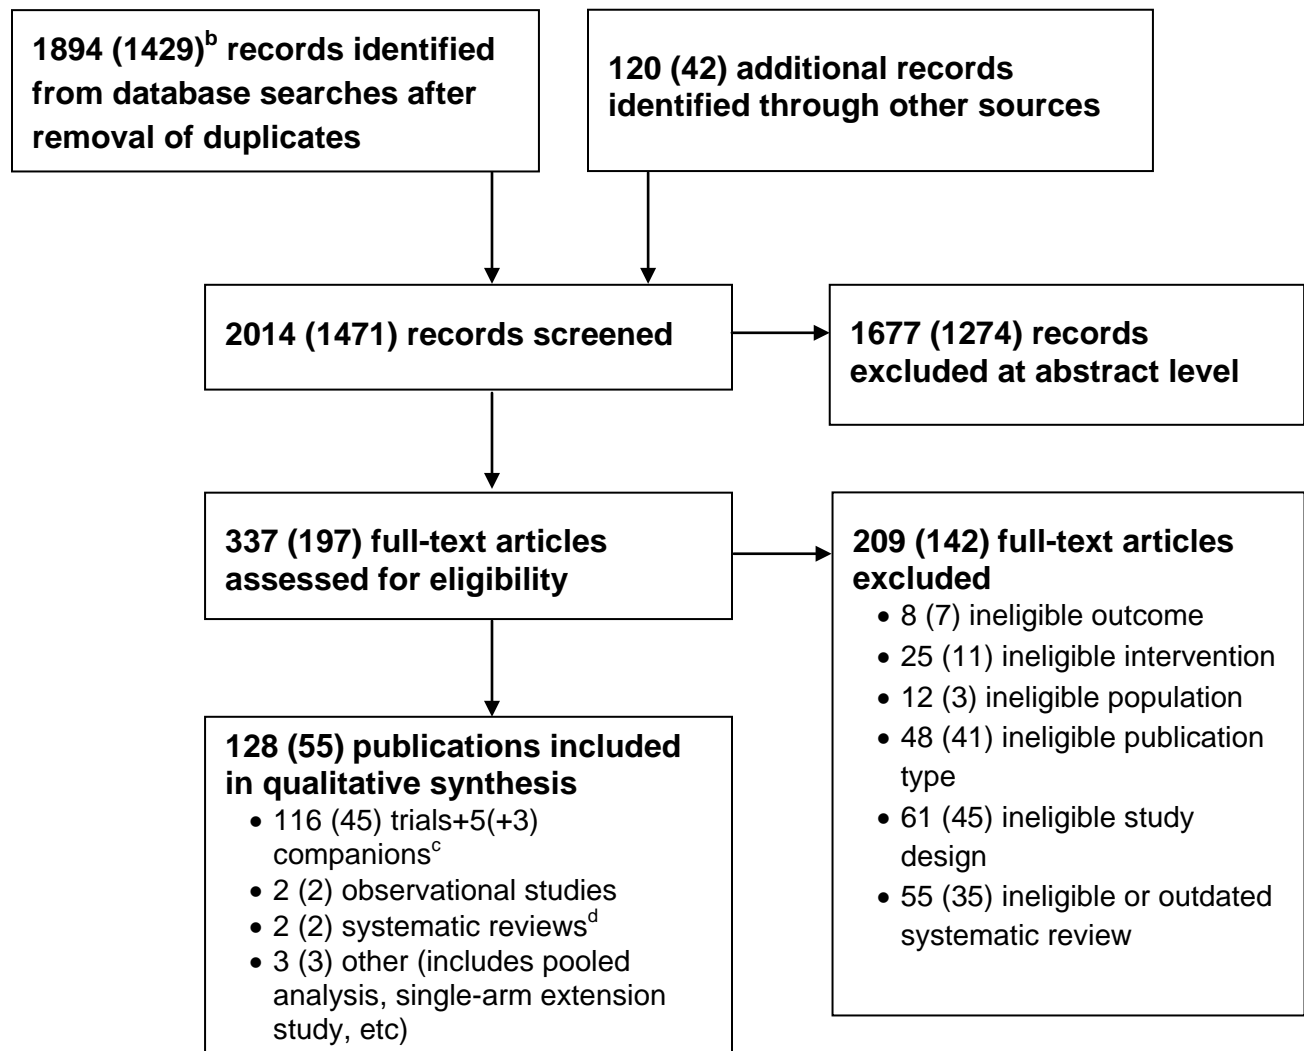 1894 (1429)b records identified
from database searches after
removal of duplicates
120 (42) additional records
identified through other sources
2014 (1471) records screened
1677 (1274) records
excluded at abstract level
337 (197) full-text articles
assessed for eligibility
209 (142) full-text articles
excluded
• 8 (7) ineligible outcome
• 25 (11) ineligible intervention
• 12 (3) ineligible population
• 48 (41) ineligible publication
type
• 61 (45) ineligible study
design
• 55 (35) ineligible or outdated
systematic review
128 (55) publications included
in qualitative synthesis
• 116 (45) trials+5(+3)
companionsc
• 2 (2) observational studies
• 2 (2) systematic reviewsd
• 3 (3) other (includes pooled
analysis, single-arm extension
study, etc)